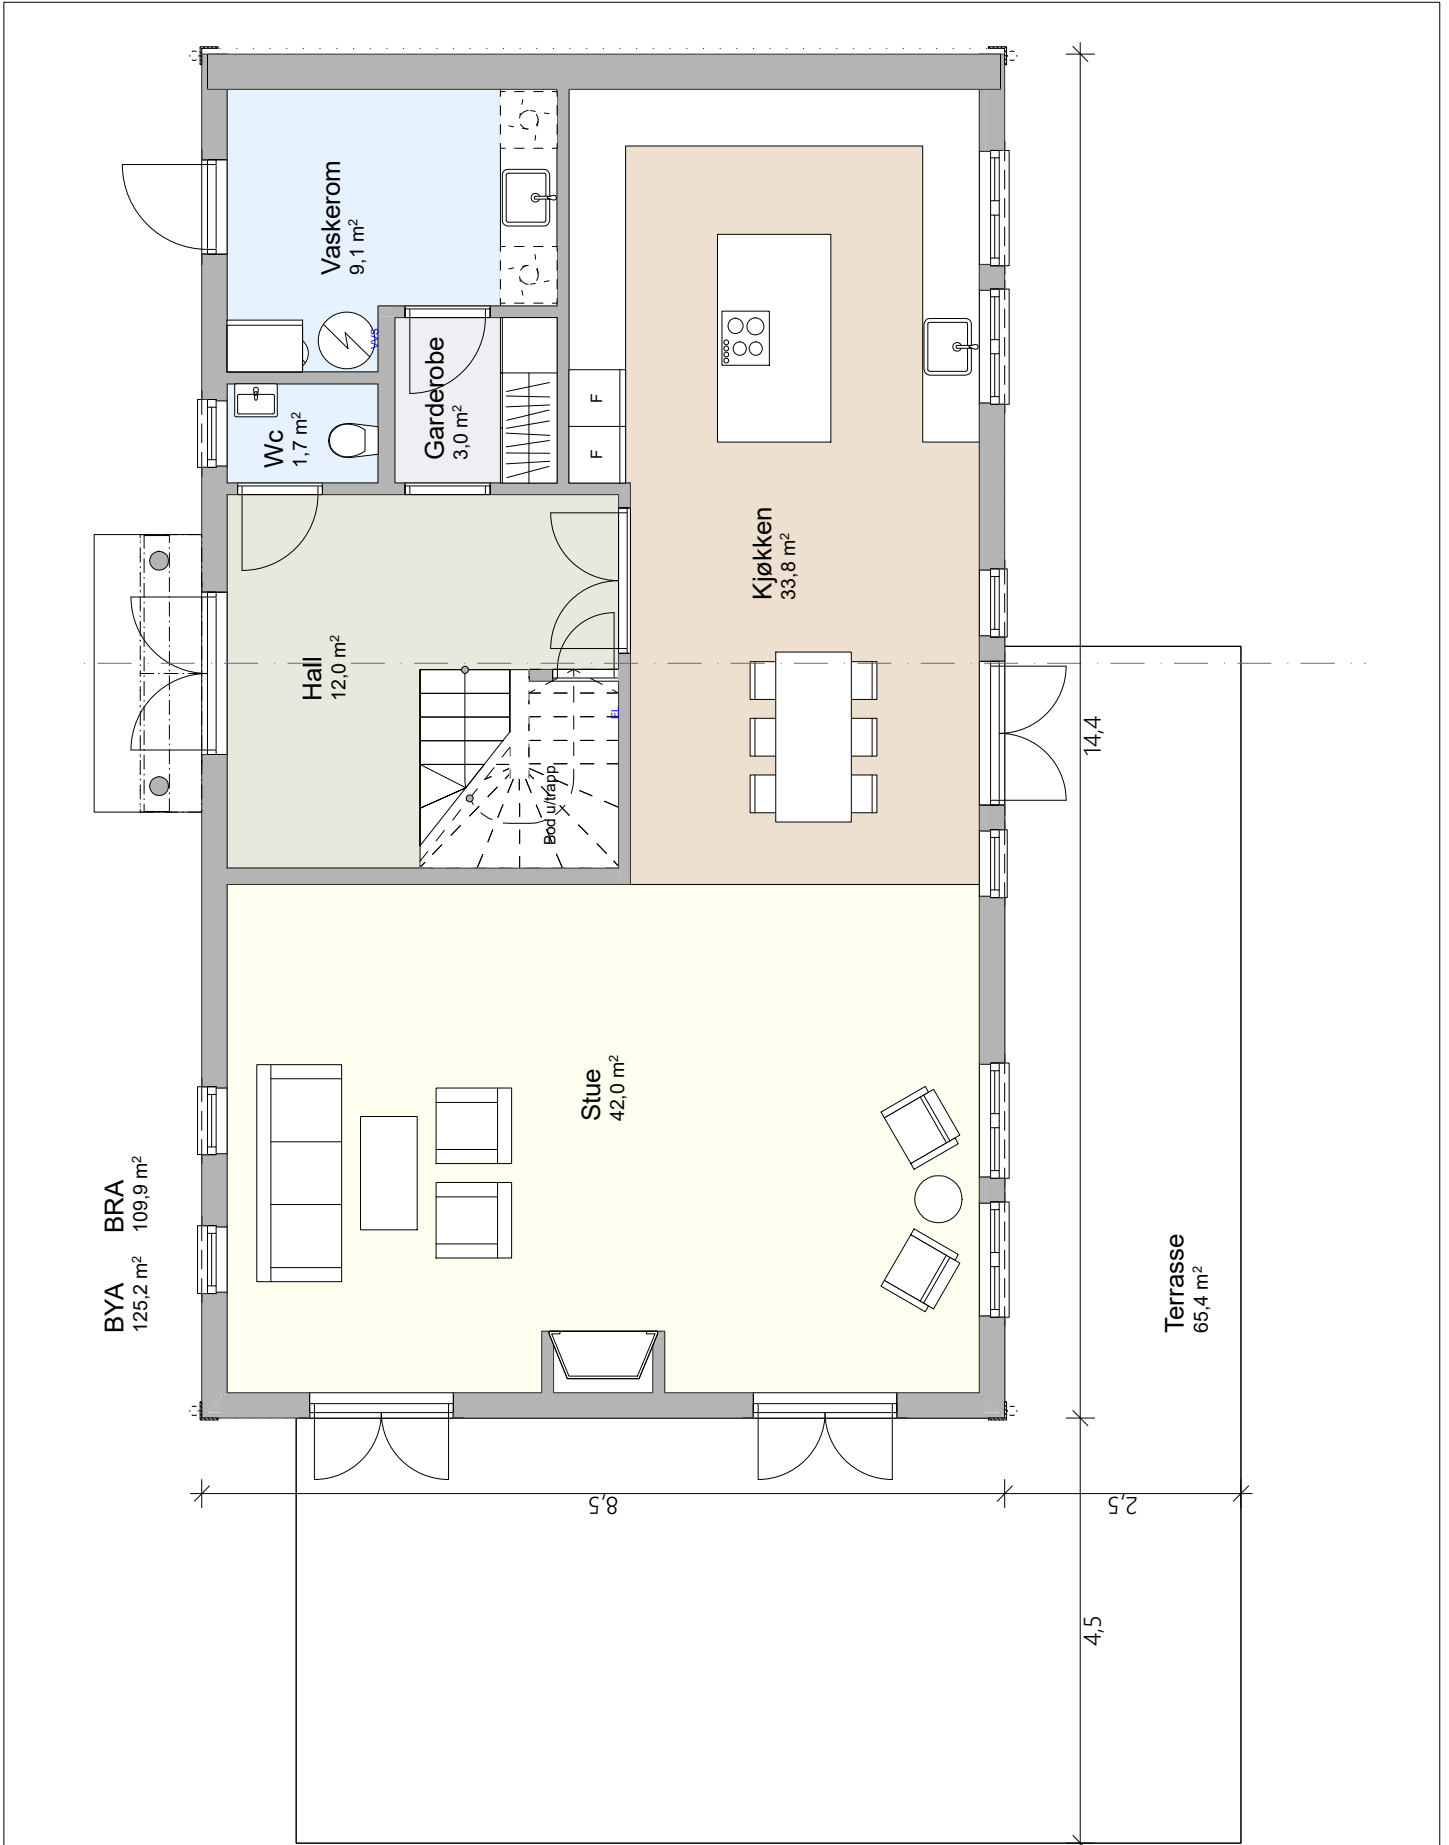 Vaskerom
9,1 m²
VVS
Wc
1,7 m²
Garderobe
3,0 m²
F
F
Hall
12,0 m²
Kjøkken
33,8 m²
EL
Bod u/trapp
14,4
Stue
42,0 m²
BYA BRA
125,2 m² 109,9 m²
Terrasse
65,4 m²
8,5
2,5
4,5